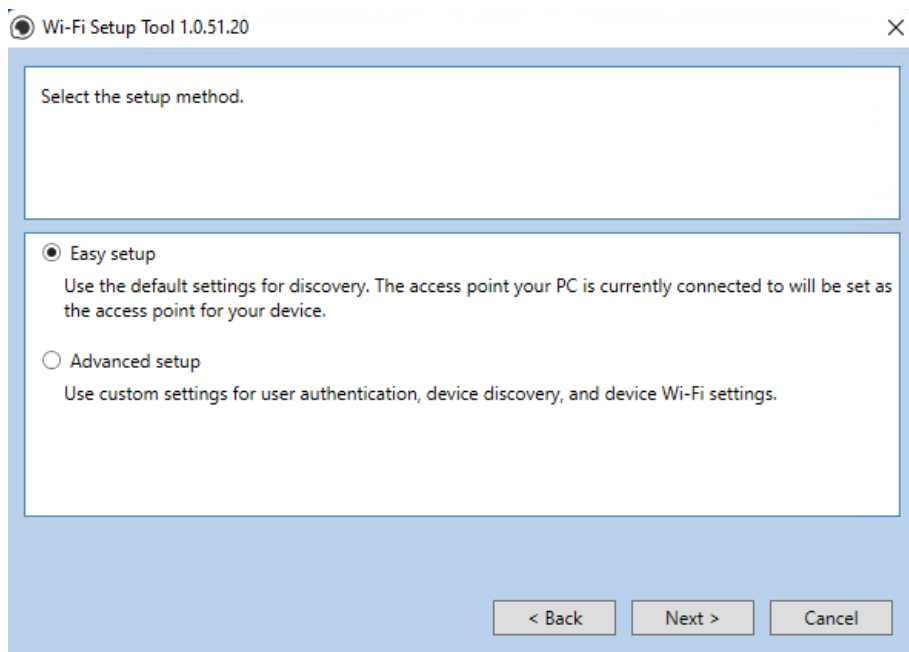 Wi-Fi Setup Tool 1.0.51.20
Select the setup method.
Easy setup
Use the default settings for discovery. The access point your PC is currently connected to will be set as
the access point for your device.
Advanced setup
Use custom settings for user authentication, device discovery, and device Wi-Fi settings.
< Back
Next >
Cancel